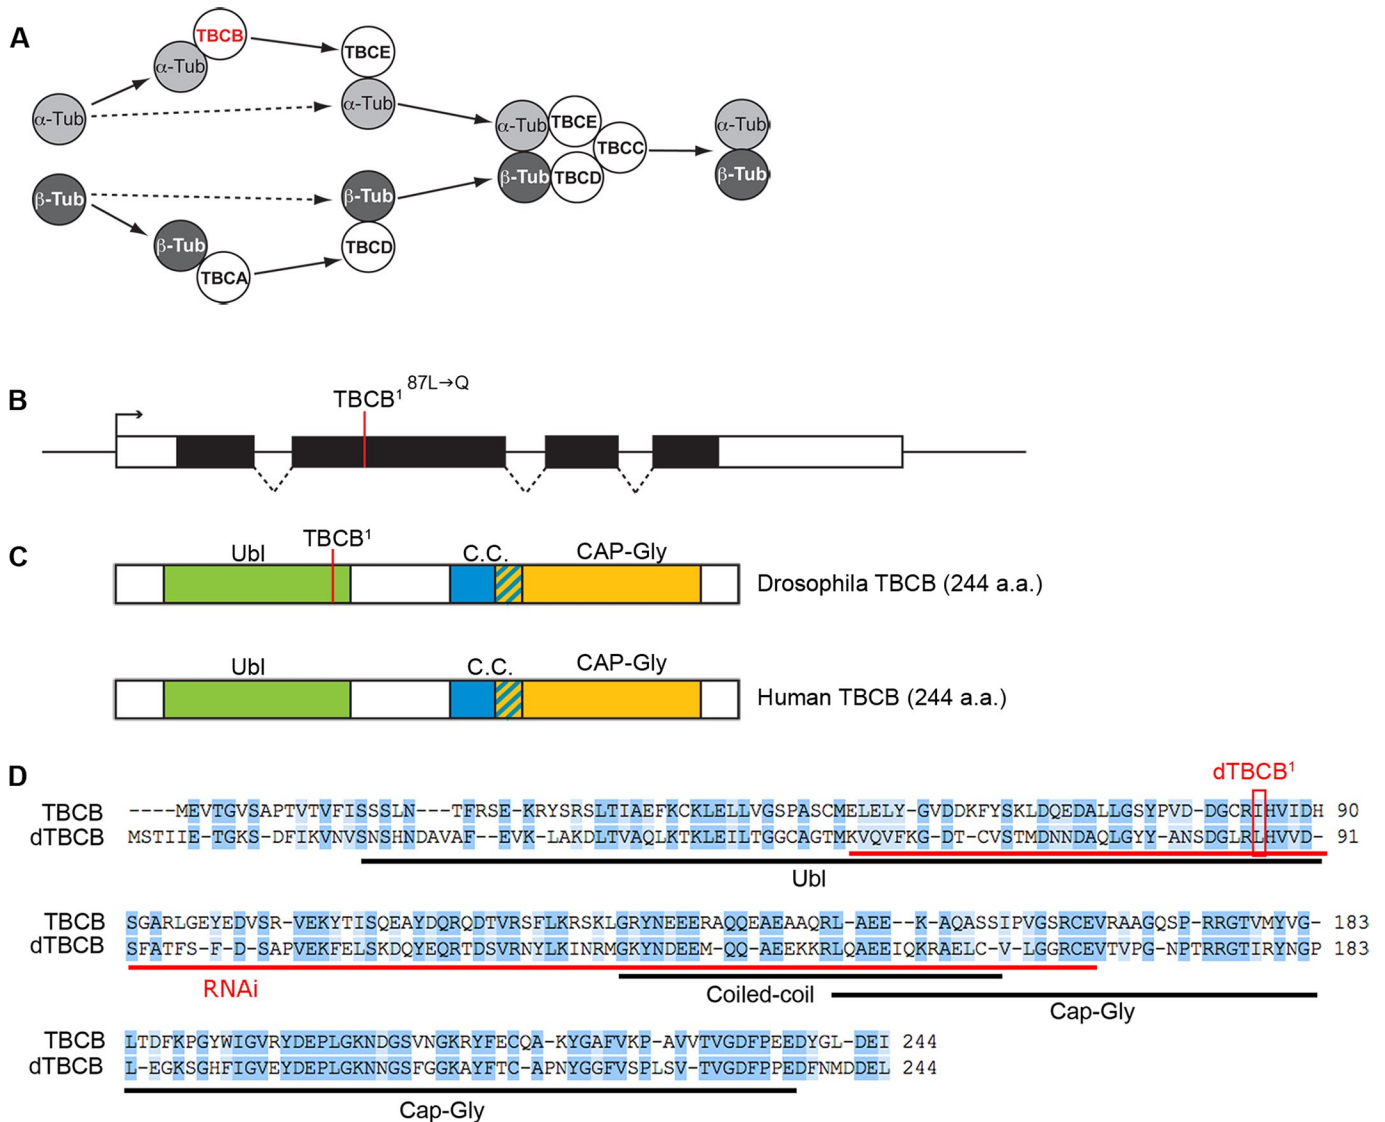 A
TBCB
TBCE
α-Tub
α-Tub
α-Tub
α-Tub
TBCE
TBCC
α-Tub
β-Tub
β-Tub
β-Tub
TBCD
β-Tub
β-Tub
TBCA
TBCD
B
TBCB¹ 87L→Q
C
Ubl
TBCB¹
C.C.
CAP-Gly
Drosophila TBCB (244 a.a.)
Ubl
C.C.
CAP-Gly
Human TBCB (244 a.a.)
D
dTBCB¹
TBCB ----MEVTGVSAPTVTVFISSSLN---TFRSE-KRYSRSLTIAEFKCKLELLVGSPASCMELELY-GVDDKFYSKLDQEDALLGSYPVD-DGCRIHVIDH 90
dTBCB MSTIIE-TGKS-DFIKVNVSNSHNDAVAF--EVK-LAKDLTVAQLKTKLEILTGGCAGTMKVQVFKG-DT-CVSTMDNNDAQLGYY-ANSDGLRLHVVD- 91
Ubl
TBCB SGARLGEYEDVSR-VEKYTISQEAYDQRQDTVRSFLKRSKLGRYNEEERAQQEAEAAQRL-AEE--K-AQASSIPVGSRCEVRAAGQSP-RRGTVMYVG- 183
dTBCB SFATFS-F-D-SAPVEKFELSKDQYEQRTDSVRNYLKINRMGKYNDEEM-QQ-AEAEKKRLQAEEIQKRAELC-V-LGGRCEVTVPG-NPTRRGTIRYNGP 183
RNAi
Coiled-coil
Cap-Gly
TBCB LTDFKPGYWIGVRYDEPLGKNDGSVNGKRYFECQA-KYGAFVKP-AVVTVGDFPEEDYGL-DEI 244
dTBCB L-EGKSGHFIGVEYDEPLGKNNGSFGGKAYFTC-APNYGGFVSPLSV-TVGDFPPEDFNMDDEL 244
Cap-Gly